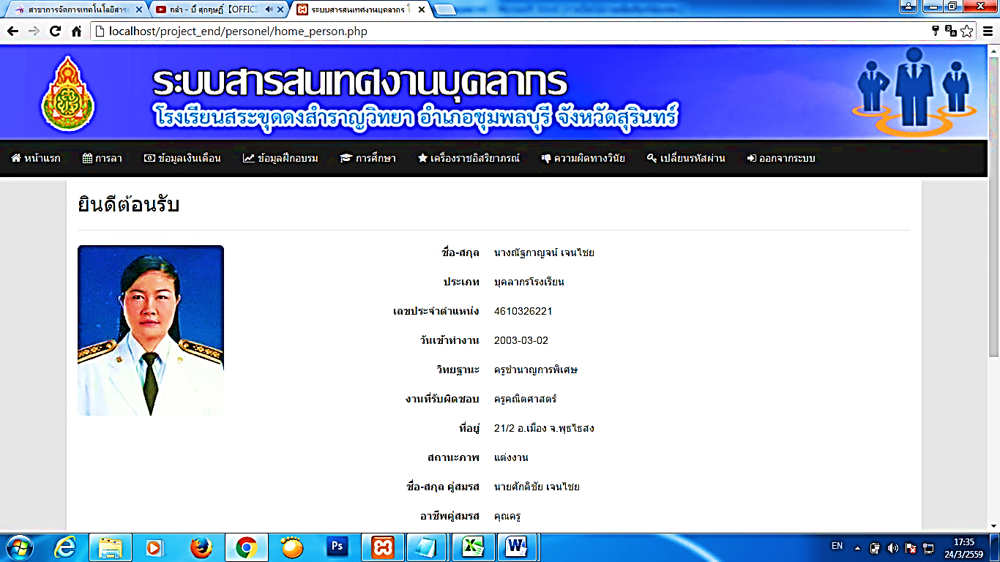 สาขาการจัดการเทคโนโลยีสารส
กล้า - บี้ สุกฤษฎิ์【OFFICI
ระบบสารสนเทศงานบุคลากร โ
localhost/project_end/personel/home_person.php
ระบบสารสนเทศงานบุคลากร
โรงเรียนสระขุดดงสำราญวิทยา อำเภอชุมพลบุรี จังหวัดสุรินทร์
หน้าแรก การลา ข้อมูลเงินเดือน ข้อมูลฝึกอบรม การศึกษา เครื่องราชอิสริยาภรณ์ ความผิดทางวินัย เปลี่ยนรหัสผ่าน ออกจากระบบ
ยินดีต้อนรับ
ชื่อ-สกุล นางณัฐกาญจน์ เจนไชย
ประเภท บุคลากรโรงเรียน
เลขประจำตำแหน่ง 4610326221
วันเข้าทำงาน 2003-03-02
วิทยฐานะ ครูชำนาญการพิเศษ
งานที่รับผิดชอบ ครูคณิตศาสตร์
ที่อยู่ 21/2 อ.เมือง จ.พุธไธสง
สถานะภาพ แต่งงาน
ชื่อ-สกุล คู่สมรส นายศักดิชัย เจนไชย
อาชีพคู่สมรส คุณครู
Ps
EN
17:35
24/3/2559